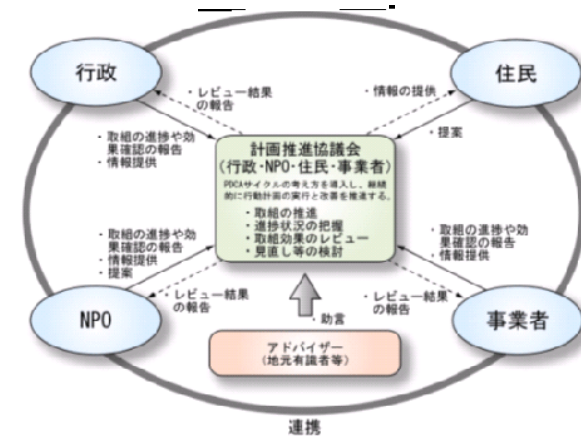 行政
住民
・レビュー結果
の報告
・情報の提供
・取組の進捗や効
果確認の報告
・情報提供
・提案
計画推進協議会
(行政・NPO・住民・事業者)
PDCAサイクルの考え方を導入し、継続
的に行動計画の実行と改善を推進する。
・取組の推進
・進捗状況の把握
・取組効果のレビュー
・見直し等の検討
・取組の進捗や効
果確認の報告
・情報提供
・提案
・取組の進捗や効
果確認の報告
・情報提供
・レビュー結果
の報告
・レビュー結果
の報告
NPO
事業者
・助言
アドバイザー
(地元有識者等)
連携